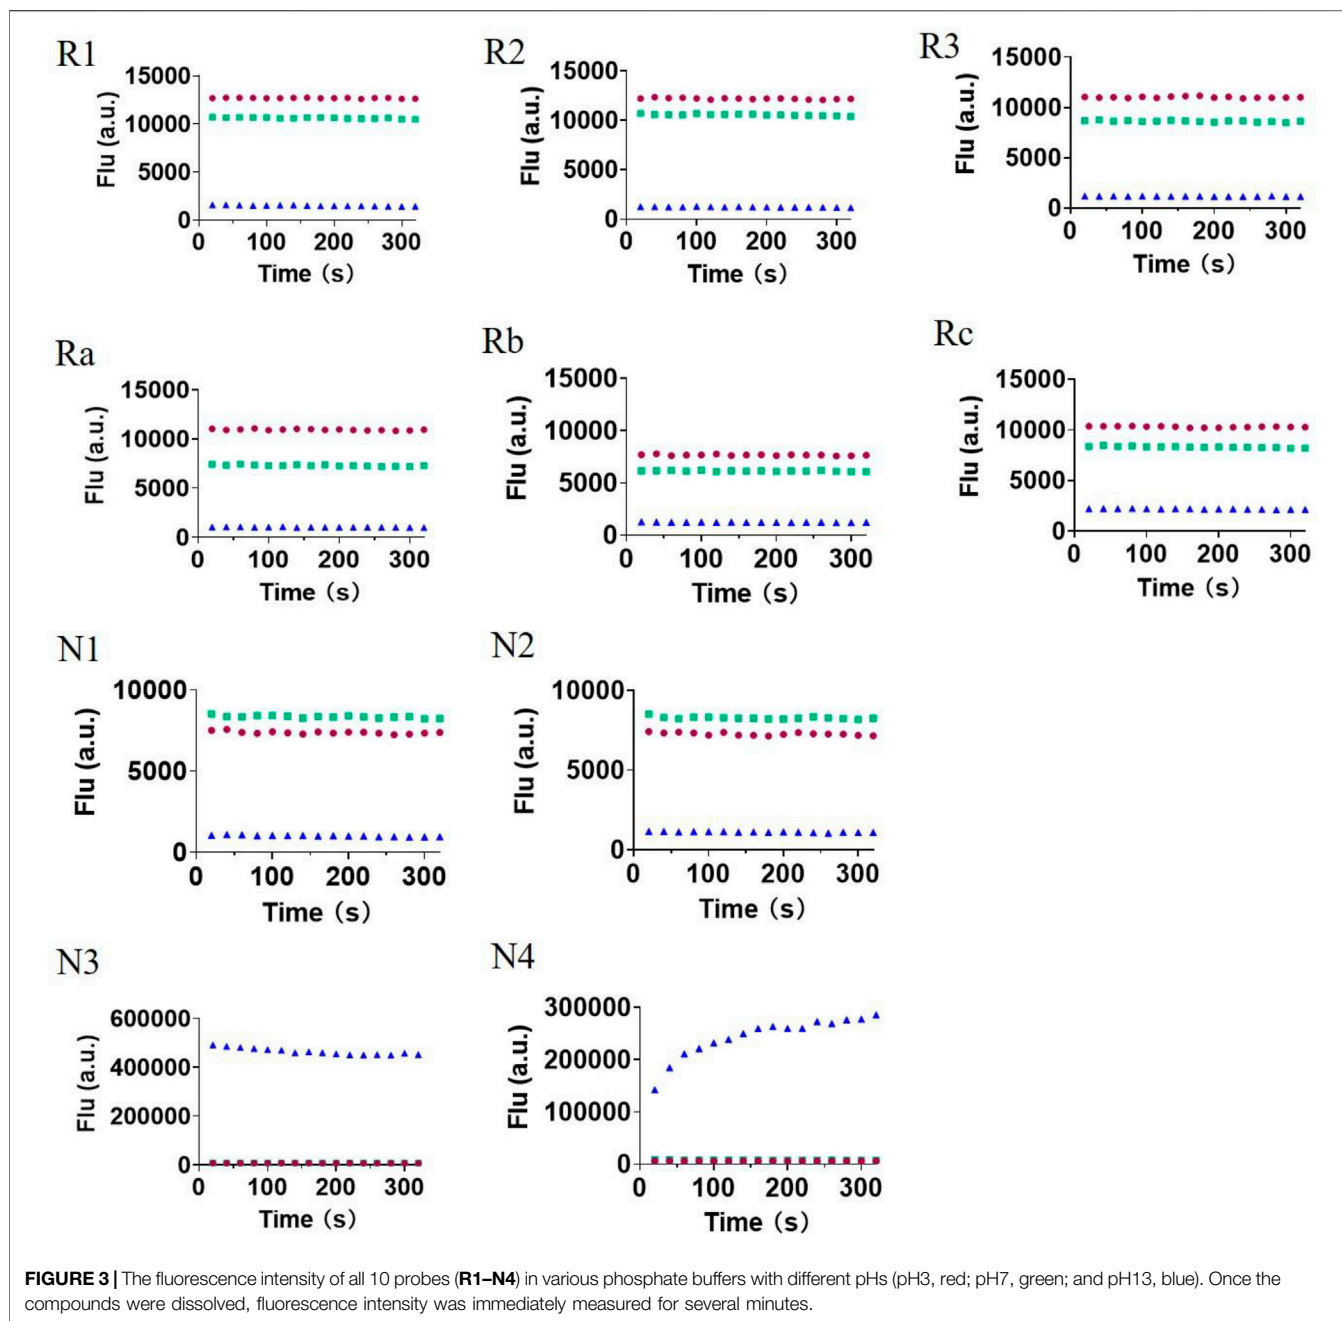 R1
R2
R3
15000
10000
5000
0
Flu (a.u.)
0 100 200 300
Time (s)
15000
10000
5000
0
Flu (a.u.)
0 100 200 300
Time (s)
15000
10000
5000
0
Flu (a.u.)
0 100 200 300
Time (s)
Ra
Rb
Rc
15000
10000
5000
0
Flu (a.u.)
0 100 200 300
Time (s)
15000
10000
5000
0
Flu (a.u.)
0 100 200 300
Time (s)
15000
10000
5000
0
Flu (a.u.)
0 100 200 300
Time (s)
N1
N2
10000
5000
0
Flu (a.u.)
0 100 200 300
Time (s)
10000
5000
0
Flu (a.u.)
0 100 200 300
Time (s)
N3
N4
600000
400000
200000
0
Flu (a.u.)
0 100 200 300
Time (s)
300000
200000
100000
0
Flu (a.u.)
0 100 200 300
Time (s)
FIGURE 3 | The fluorescence intensity of all 10 probes (R1–N4) in various phosphate buffers with different pHs (pH3, red; pH7, green; and pH13, blue). Once the
compounds were dissolved, fluorescence intensity was immediately measured for several minutes.